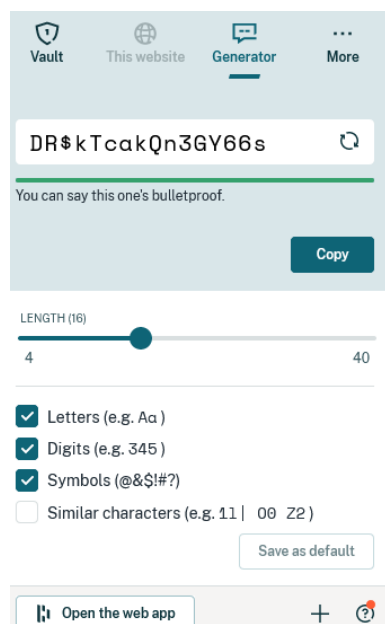 Vault This website Generator More
DR$kTcakQn3GY66s
You can say this one's bulletproof.
Copy
LENGTH (16)
4 40
Letters (e.g. Aa)
Digits (e.g. 345)
Symbols (@&$!#?)
Similar characters (e.g. 1l| O0 Z2)
Save as default
Open the web app